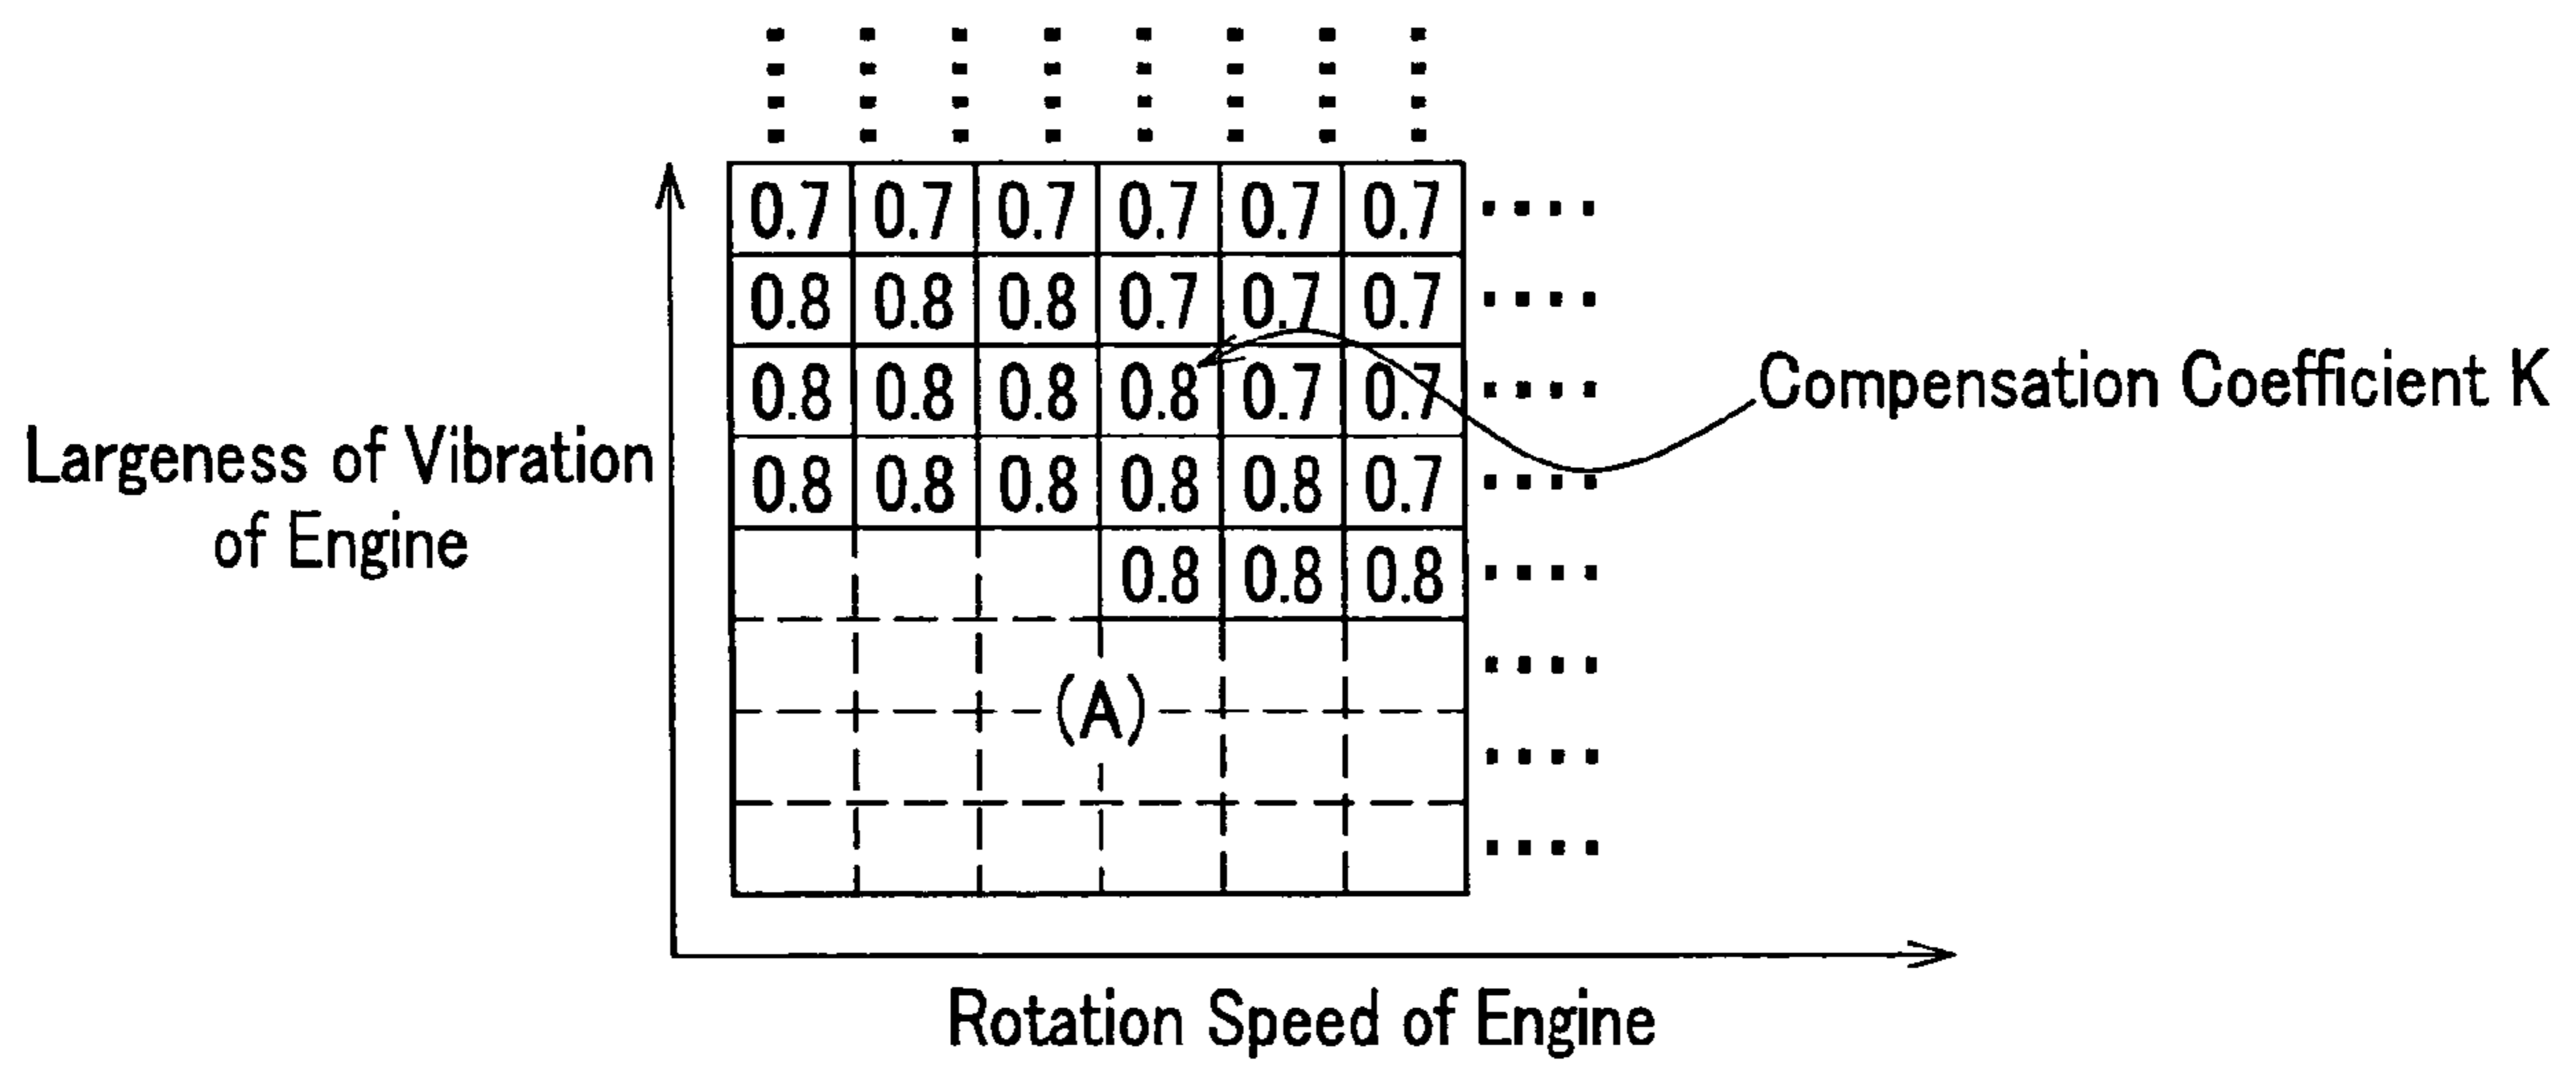 0.7 0.7 0.7 0.7 0.7 0.7
0.8 0.8 0.8 0.7 0.7 0.7
0.8 0.8 0.8 0.8 0.7 0.7
Compensation Coefficient K
Largeness of Vibration
of Engine
0.8 0.8 0.8 0.8 0.8 0.7
0.8 0.8 0.8
(A)
Rotation Speed of Engine